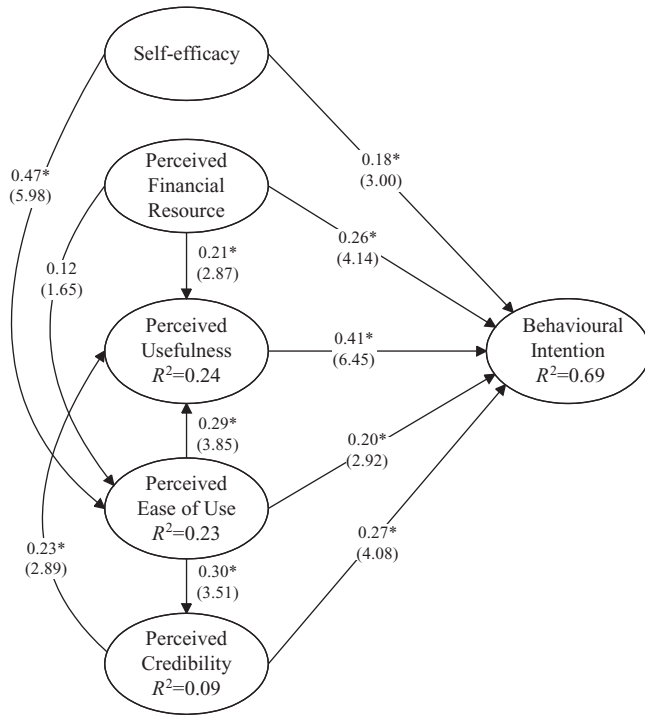 Self-efficacy
0.47*
(5.98)
0.18*
(3.00)
Perceived
Financial
Resource
0.12
(1.65)
0.26*
(4.14)
0.21*
(2.87)
Perceived
Usefulness
R²=0.24
0.41*
(6.45)
Behavioural
Intention
R²=0.69
0.29*
(3.85)
0.20*
(2.92)
Perceived
Ease of Use
R²=0.23
0.23*
(2.89)
0.27*
(4.08)
0.30*
(3.51)
Perceived
Credibility
R²=0.09